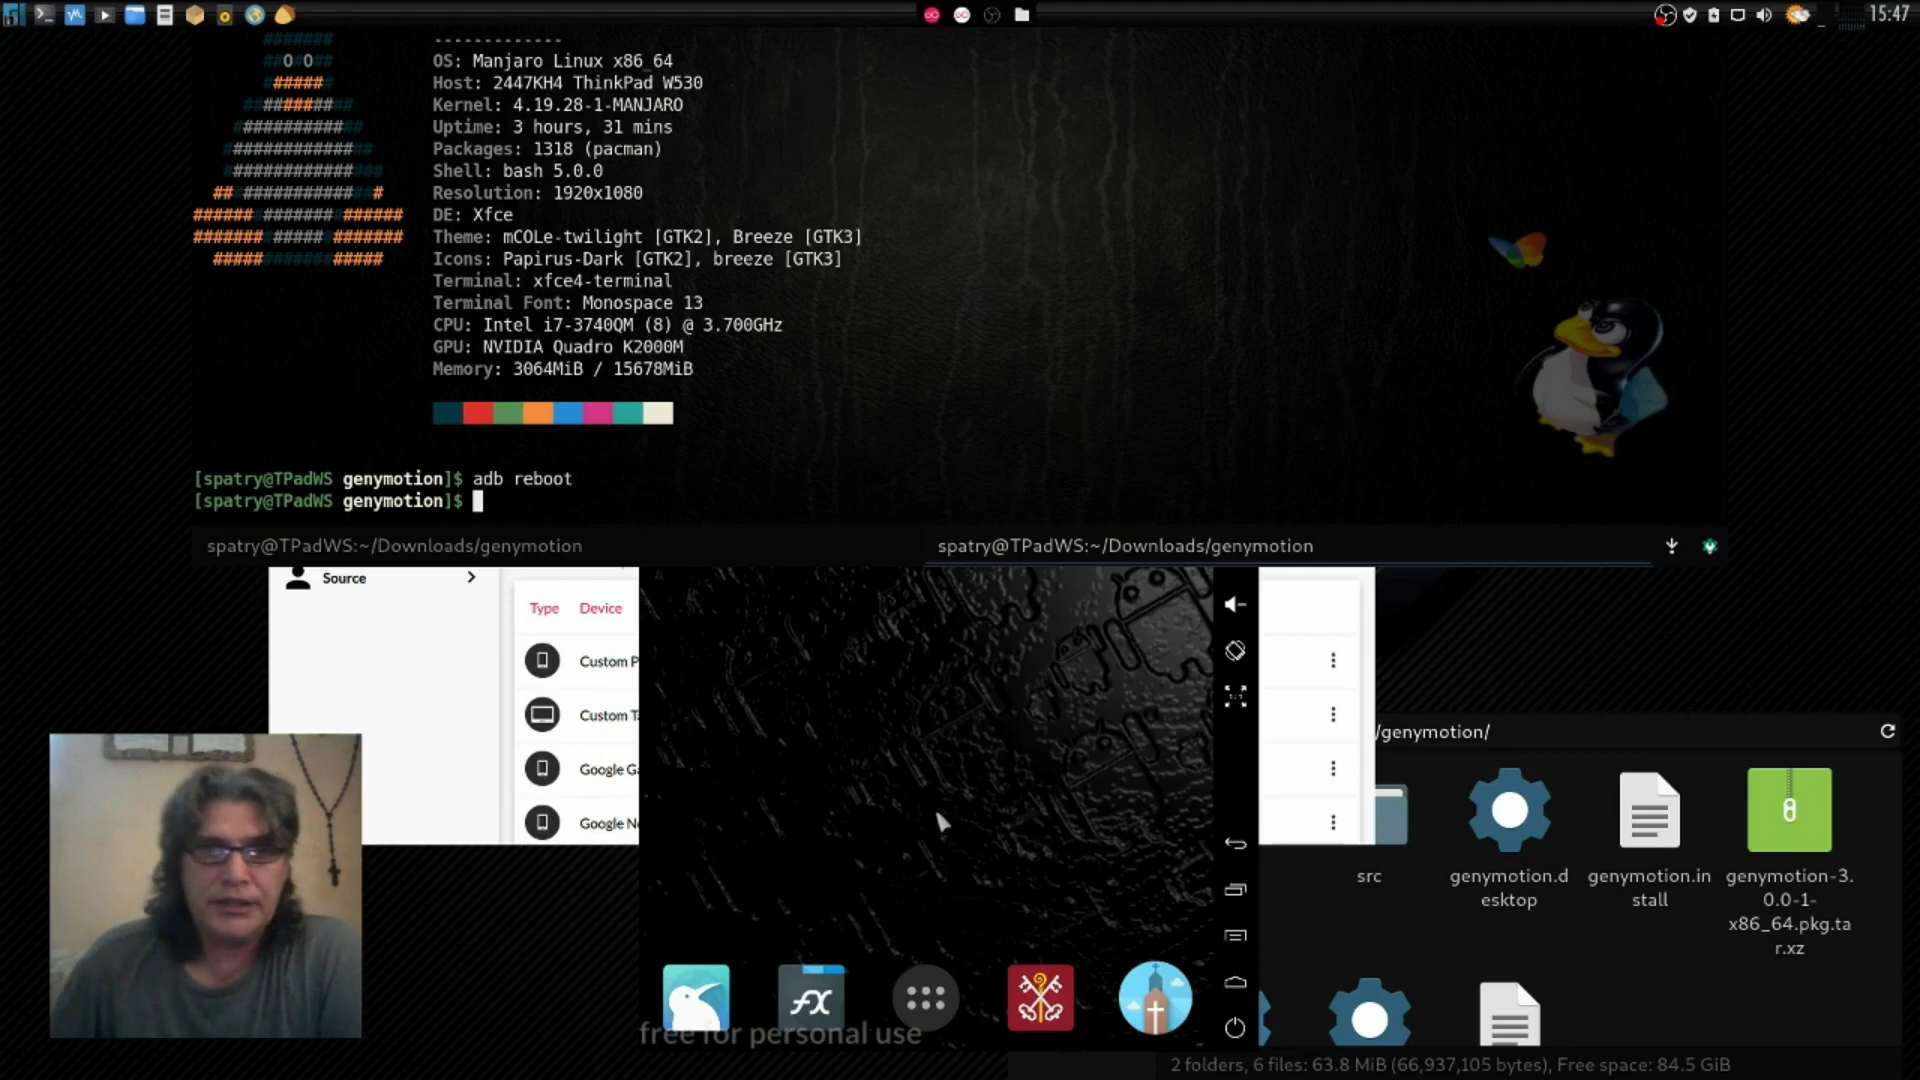 15:47
-------------
OS: Manjaro Linux x86_64
Host: 2447KH4 ThinkPad W530
Kernel: 4.19.28-1-MANJARO
Uptime: 3 hours, 31 mins
Packages: 1318 (pacman)
Shell: bash 5.0.0
Resolution: 1920x1080
DE: Xfce
Theme: mCOLe-twilight [GTK2], Breeze [GTK3]
Icons: Papirus-Dark [GTK2], breeze [GTK3]
Terminal: xfce4-terminal
Terminal Font: Monospace 13
CPU: Intel i7-3740QM (8) @ 3.700GHz
GPU: NVIDIA Quadro K2000M
Memory: 3064MiB / 15678MiB
[spatry@TPadWS genymotion]$ adb reboot
[spatry@TPadWS genymotion]$
spatry@TPadWS:~/Downloads/genymotion
spatry@TPadWS:~/Downloads/genymotion
Source
Type Device
Custom P
Custom T
Google Ga
Google Ne
free for personal use
/genymotion/
src
genymotion.d
esktop
genymotion.in
stall
genymotion-3.
0.0-1-
x86_64.pkg.ta
r.xz
2 folders, 6 files: 63.8 MiB (66,937,105 bytes), Free space: 84.5 GiB